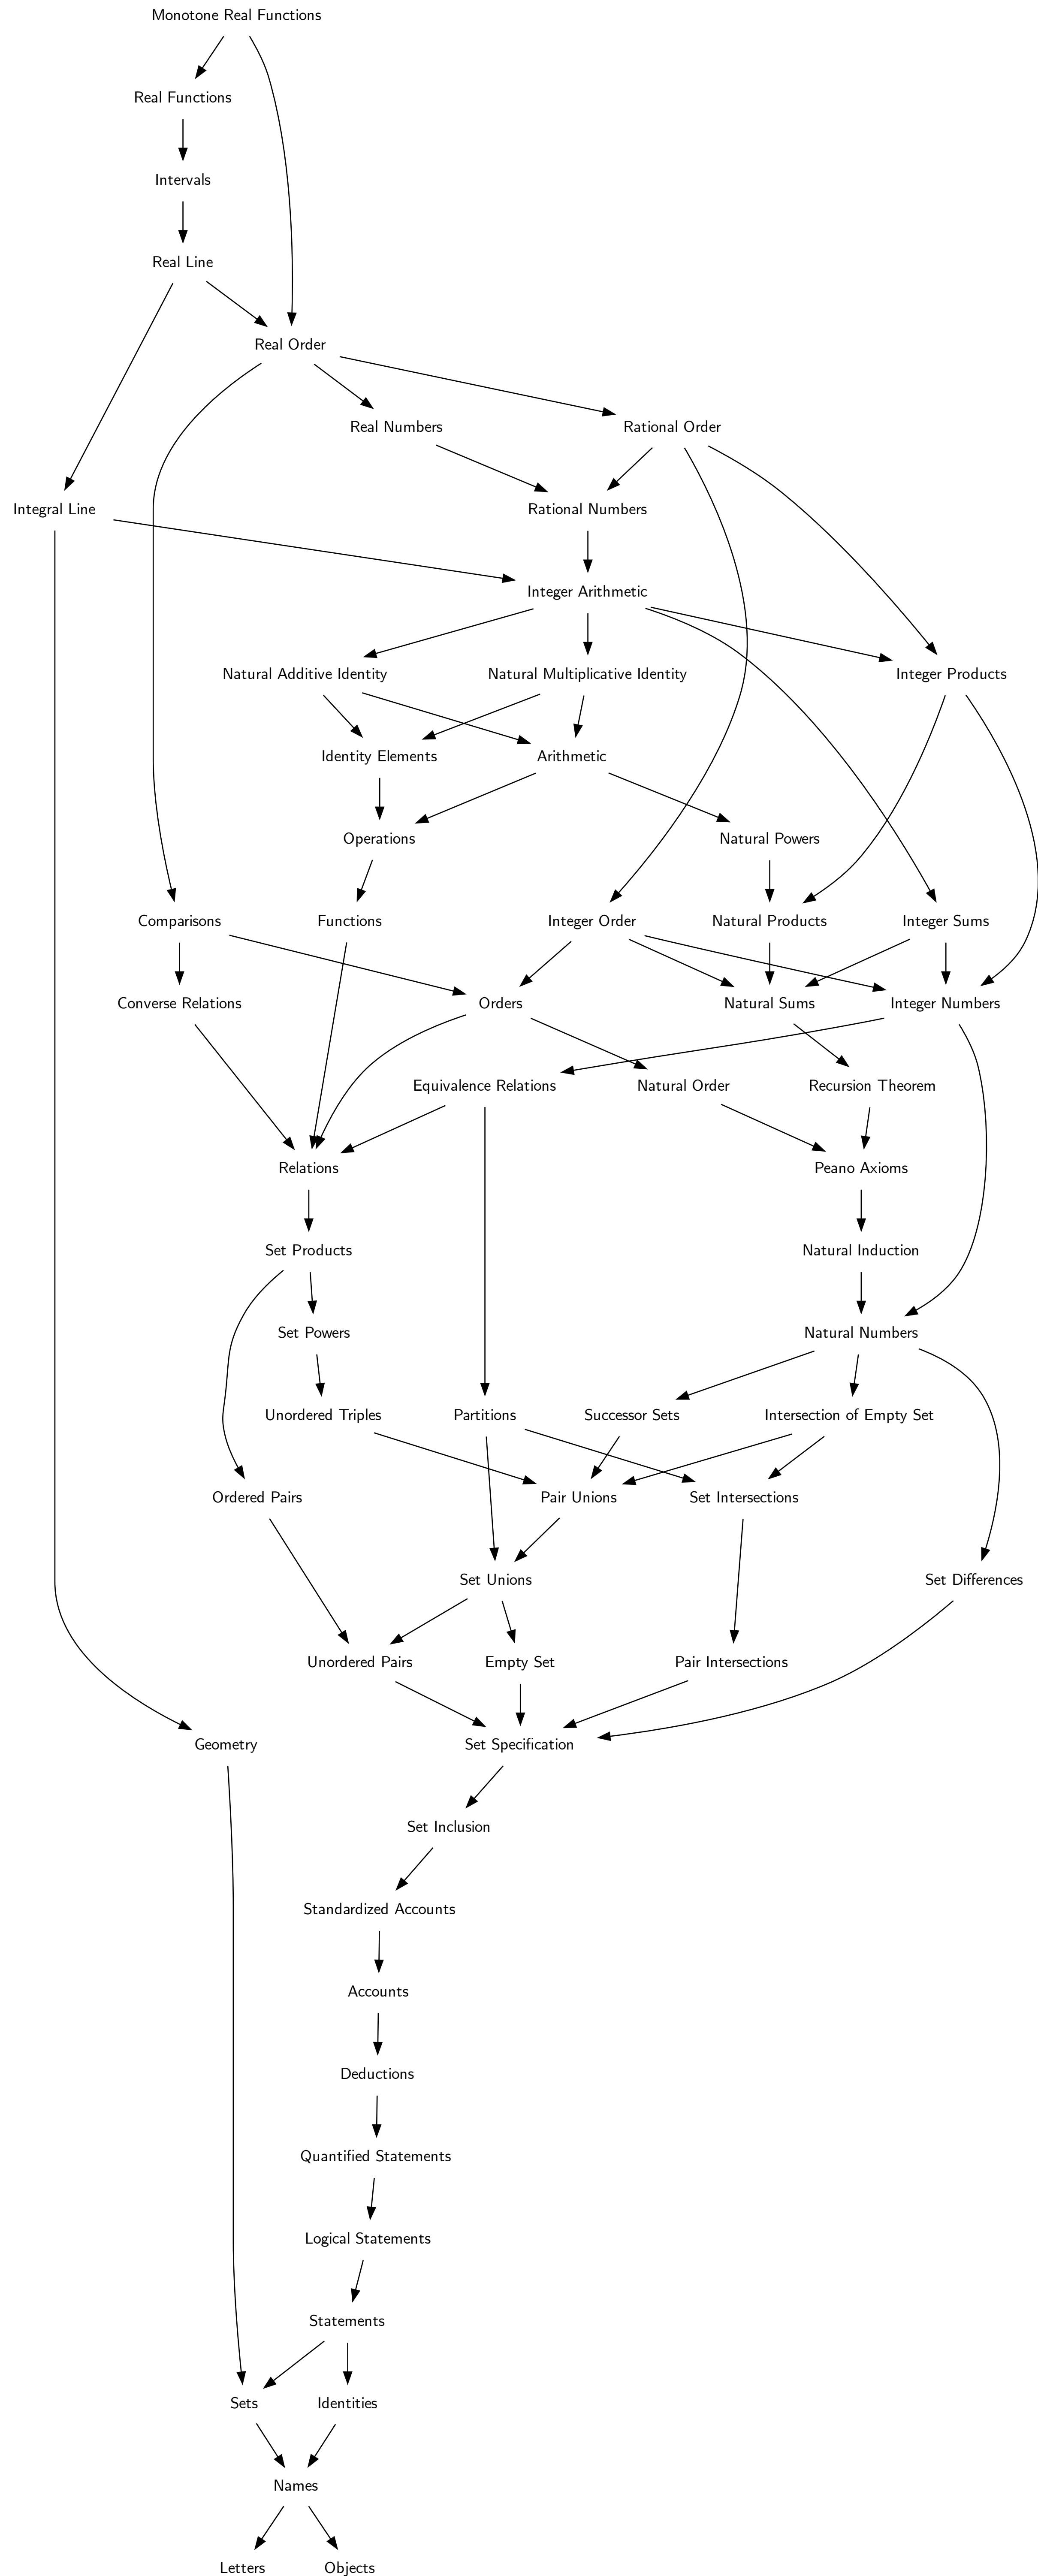 Monotone Real Functions
Real Functions
Intervals
Real Line
Real Order
Real Numbers
Rational Order
Integral Line
Rational Numbers
Integer Arithmetic
Natural Additive Identity
Natural Multiplicative Identity
Integer Products
Identity Elements
Arithmetic
Operations
Natural Powers
Comparisons
Functions
Integer Order
Natural Products
Integer Sums
Converse Relations
Orders
Natural Sums
Integer Numbers
Equivalence Relations
Natural Order
Recursion Theorem
Relations
Peano Axioms
Set Products
Natural Induction
Set Powers
Natural Numbers
Unordered Triples
Partitions
Successor Sets
Intersection of Empty Set
Ordered Pairs
Pair Unions
Set Intersections
Set Unions
Set Differences
Unordered Pairs
Empty Set
Pair Intersections
Geometry
Set Specification
Set Inclusion
Standardized Accounts
Accounts
Deductions
Quantified Statements
Logical Statements
Statements
Sets
Identities
Names
Letters
Objects